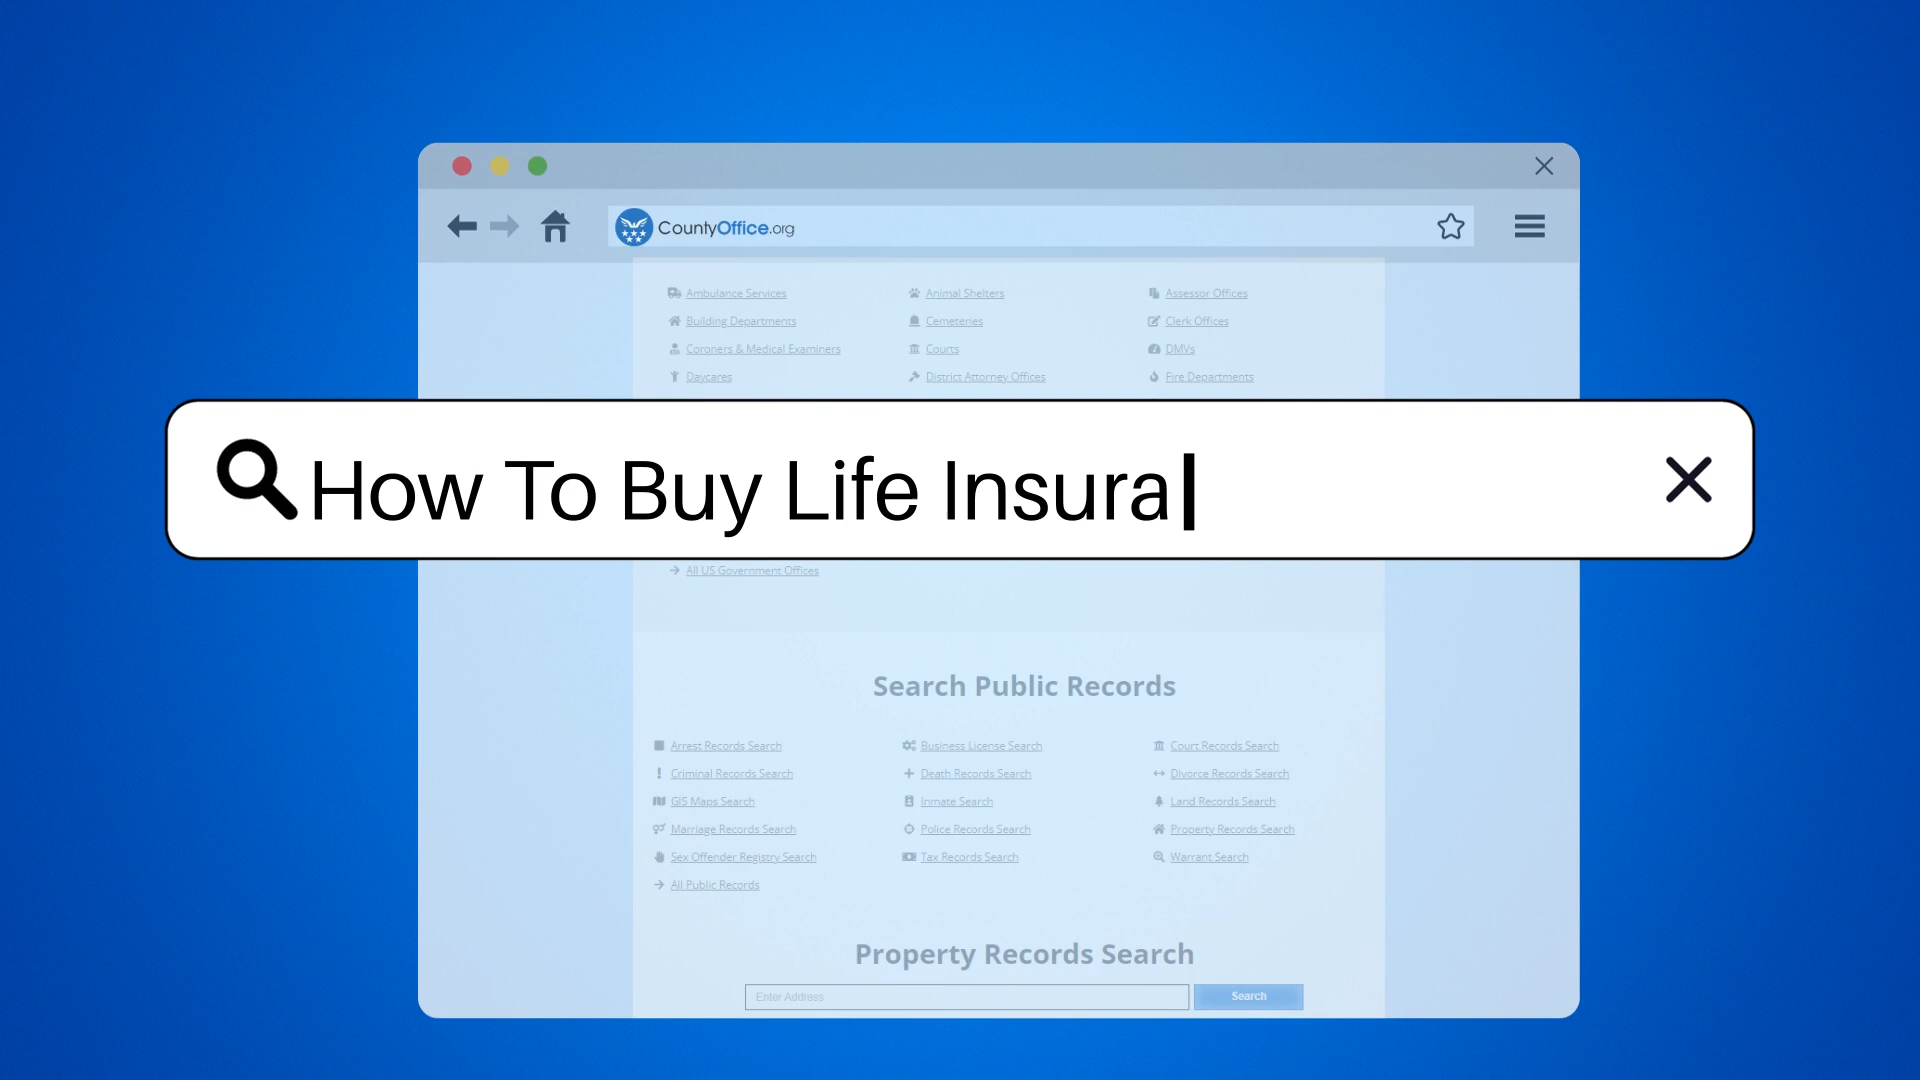 CountyOffice.org
Ambulance Services Animal Shelters Assessor Offices
Building Departments Cemeteries Clerk Offices
Coroners & Medical Examiners Courts DMVs
Daycares District Attorney Offices Fire Departments
How To Buy Life Insura
All US Government Offices
Search Public Records
Arrest Records Search Business License Search Court Records Search
Criminal Records Search Death Records Search Divorce Records Search
GIS Maps Search Inmate Search Land Records Search
Marriage Records Search Police Records Search Property Records Search
Sex Offender Registry Search Tax Records Search Warrant Search
All Public Records
Property Records Search
Enter Address Search